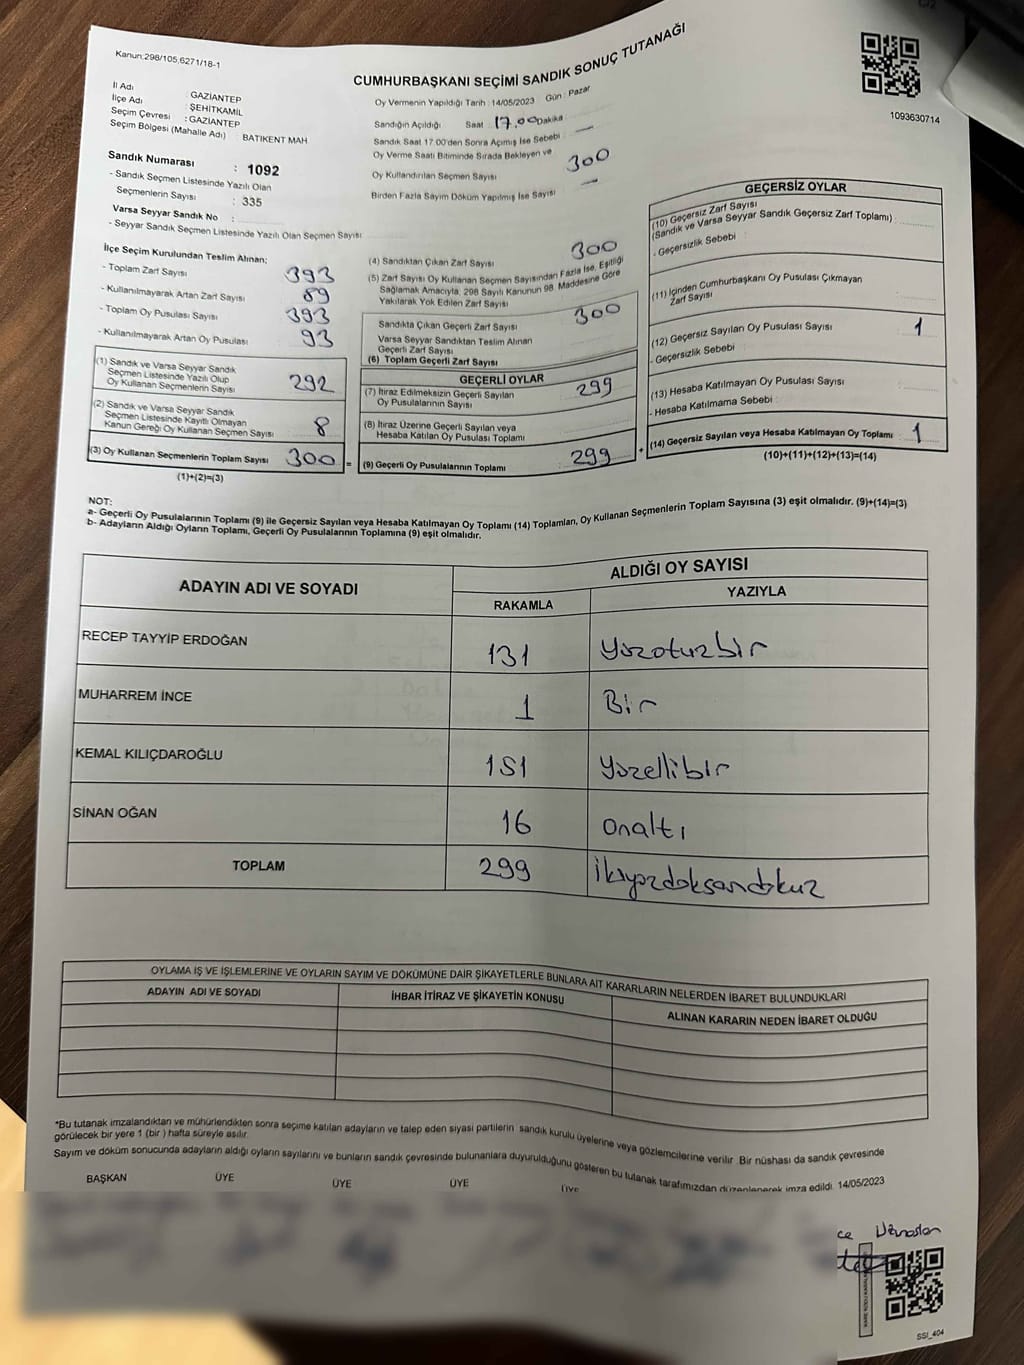 Kanun:298/105,6271/18-1
CUMHURBAŞKANI SEÇİMİ SANDIK SONUÇ TUTANAĞI
1093630714
İl Adı : GAZİANTEP
İlçe Adı : ŞEHİTKAMİL
Seçim Çevresi : GAZİANTEP
Seçim Bölgesi (Mahalle Adı) : BATIKENT MAH
Oy Vermenin Yapıldığı Tarih : 14/05/2023 Gün : Pazar
Sandığın Açıldığı Saat 17.00 Dakika
Sandık Saat 17.00'den Sonra Açımış İse Sebebi : —
Oy Verme Saati Bitiminde Sırada Bekleyen ve
Oy Kullandırılan Seçmen Sayısı 300
Birden Fazla Sayım Döküm Yapılmış İse Sayısı —
Sandık Numarası : 1092
- Sandık Seçmen Listesinde Yazılı Olan
Seçmenlerin Sayısı : 335
Varsa Seyyar Sandık No :
- Seyyar Sandık Seçmen Listesinde Yazılı Olan Seçmen Sayısı
İlçe Seçim Kurulundan Teslim Alınan;
- Toplam Zarf Sayısı 393
- Kullanılmayarak Artan Zarf Sayısı 89
- Toplam Oy Pusulası Sayısı 393
- Kullanılmayarak Artan Oy Pusulası 93
(1) Sandık ve Varsa Seyyar Sandık
Seçmen Listesinde Yazılı Olup
Oy Kullanan Seçmenlerin Sayısı 292
(2) Sandık ve Varsa Seyyar Sandık
Seçmen Listesinde Kayıtlı Olmayan
Kanun Gereği Oy Kullanan Seçmen Sayısı 8
(3) Oy Kullanan Seçmenlerin Toplam Sayısı 300 =
(1)+(2)=(3)
(4) Sandıktan Çıkan Zarf Sayısı 300
(5) Zarf Sayısı Oy Kullanan Seçmen Sayısından Fazla İse, Eşitliği
Sağlamak Amacıyla, 298 Sayılı Kanunun 98. Maddesine Göre
Yakılarak Yok Edilen Zarf Sayısı
Sandıkta Çıkan Geçerli Zarf Sayısı 300
Varsa Seyyar Sandıktan Teslim Alınan
Geçerli Zarf Sayısı
(6) Toplam Geçerli Zarf Sayısı
GEÇERLİ OYLAR
(7) İtiraz Edilmeksizin Geçerli Sayılan
Oy Pusulalarının Sayısı 299
(8) İtiraz Üzerine Geçerli Sayılan veya
Hesaba Katılan Oy Pusulası Toplamı
(9) Geçerli Oy Pusulalarının Toplamı 299 +
GEÇERSİZ OYLAR
(10) Geçersiz Zarf Sayısı
(Sandık ve Varsa Seyyar Sandık Geçersiz Zarf Toplamı) :
- Geçersizlik Sebebi :
(11) İçinden Cumhurbaşkanı Oy Pusulası Çıkmayan
Zarf Sayısı
(12) Geçersiz Sayılan Oy Pusulası Sayısı : 1
- Geçersizlik Sebebi :
(13) Hesaba Katılmayan Oy Pusulası Sayısı :
- Hesaba Katılmama Sebebi :
(14) Geçersiz Sayılan veya Hesaba Katılmayan Oy Toplamı : 1
(10)+(11)+(12)+(13)=(14)
NOT:
a- Geçerli Oy Pusulalarının Toplamı (9) ile Geçersiz Sayılan veya Hesaba Katılmayan Oy Toplamı (14) Toplamları, Oy Kullanan Seçmenlerin Toplam Sayısına (3) eşit olmalıdır. (9)+(14)=(3)
b- Adayların Aldığı Oyların Toplamı, Geçerli Oy Pusulalarının Toplamına (9) eşit olmalıdır.
ADAYIN ADI VE SOYADI
ALDIĞI OY SAYISI
RAKAMLA YAZIYLA
RECEP TAYYİP ERDOĞAN 131 Yüzotuzbir
MUHARREM İNCE 1 Bir
KEMAL KILIÇDAROĞLU 151 Yüzellibir
SİNAN OĞAN 16 onaltı
TOPLAM 299 İkiyüzdoksandokuz
OYLAMA İŞ VE İŞLEMLERİNE VE OYLARIN SAYIM VE DÖKÜMÜNE DAİR ŞİKAYETLERLE BUNLARA AİT KARARLARIN NELERDEN İBARET BULUNDUKLARI
ADAYIN ADI VE SOYADI
İHBAR İTİRAZ VE ŞİKAYETİN KONUSU
ALINAN KARARIN NEDEN İBARET OLDUĞU
*Bu tutanak imzalandıktan ve mühürlendikten sonra seçime katılan adayların ve talep eden siyasi partilerin sandık kurulu üyelerine veya gözlemcilerine verilir. Bir nüshası da sandık çevresinde
görülecek bir yere 1 (bir) hafta süreyle asılır.
Sayım ve döküm sonucunda adayların aldığı oyların sayılarını ve bunların sandık çevresinde bulunanlara duyurulduğunu gösteren bu tutanak tarafımızdan düzenlenerek imza edildi. 14/05/2023
BAŞKAN ÜYE ÜYE ÜYE ÜYE
SSİ_404